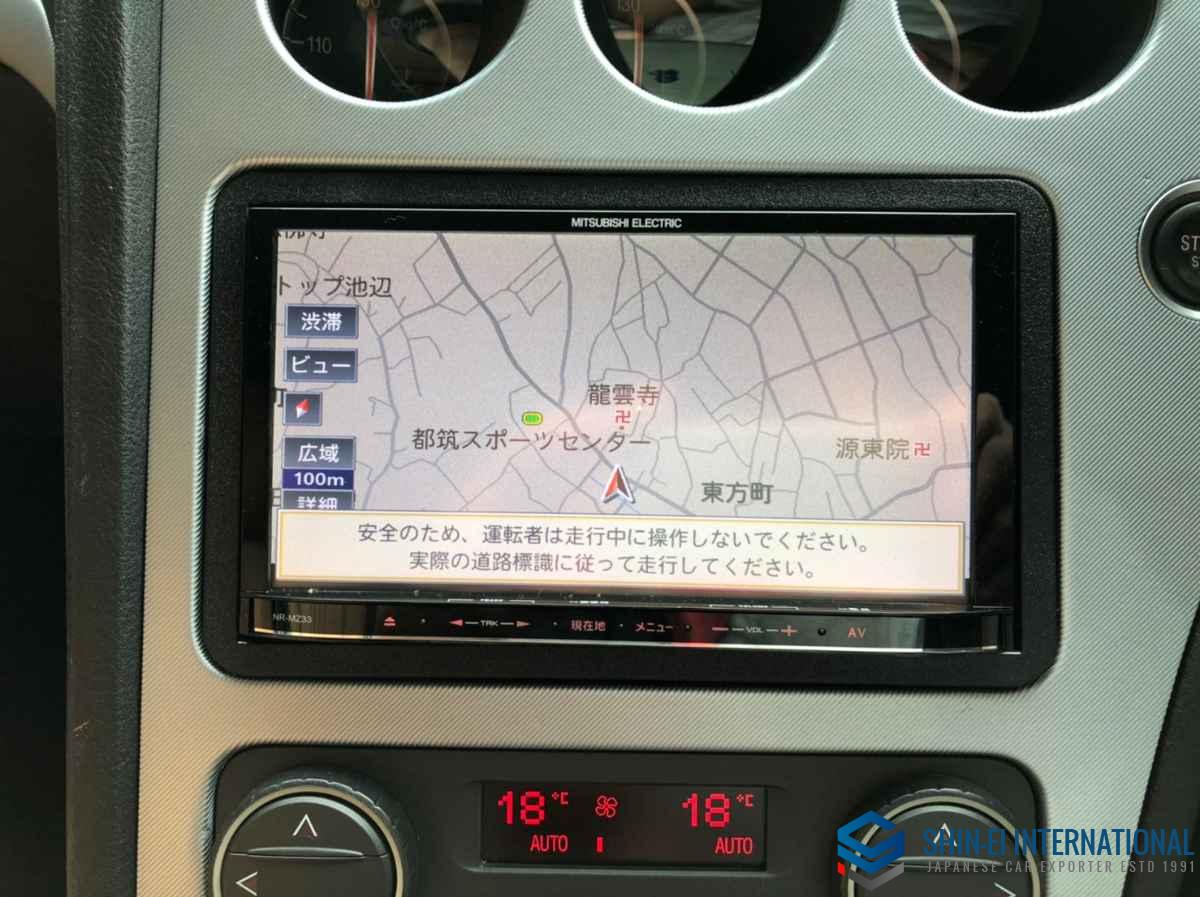 110
130
MITSUBISHI ELECTRIC
トップ池辺
渋滞
ビュー
龍雲寺
都筑スポーツセンター
源東院
広域
100m
東方町
詳細
安全のため、運転者は走行中に操作しないでください。
実際の道路標識に従って走行してください。
NR-MZ33
TRK
現在地
メニュー
VOL
AV
18°C
18°C
AUTO
AUTO
SHIN-EI INTERNATIONAL
JAPANESE CAR EXPORTER ESTD 1991